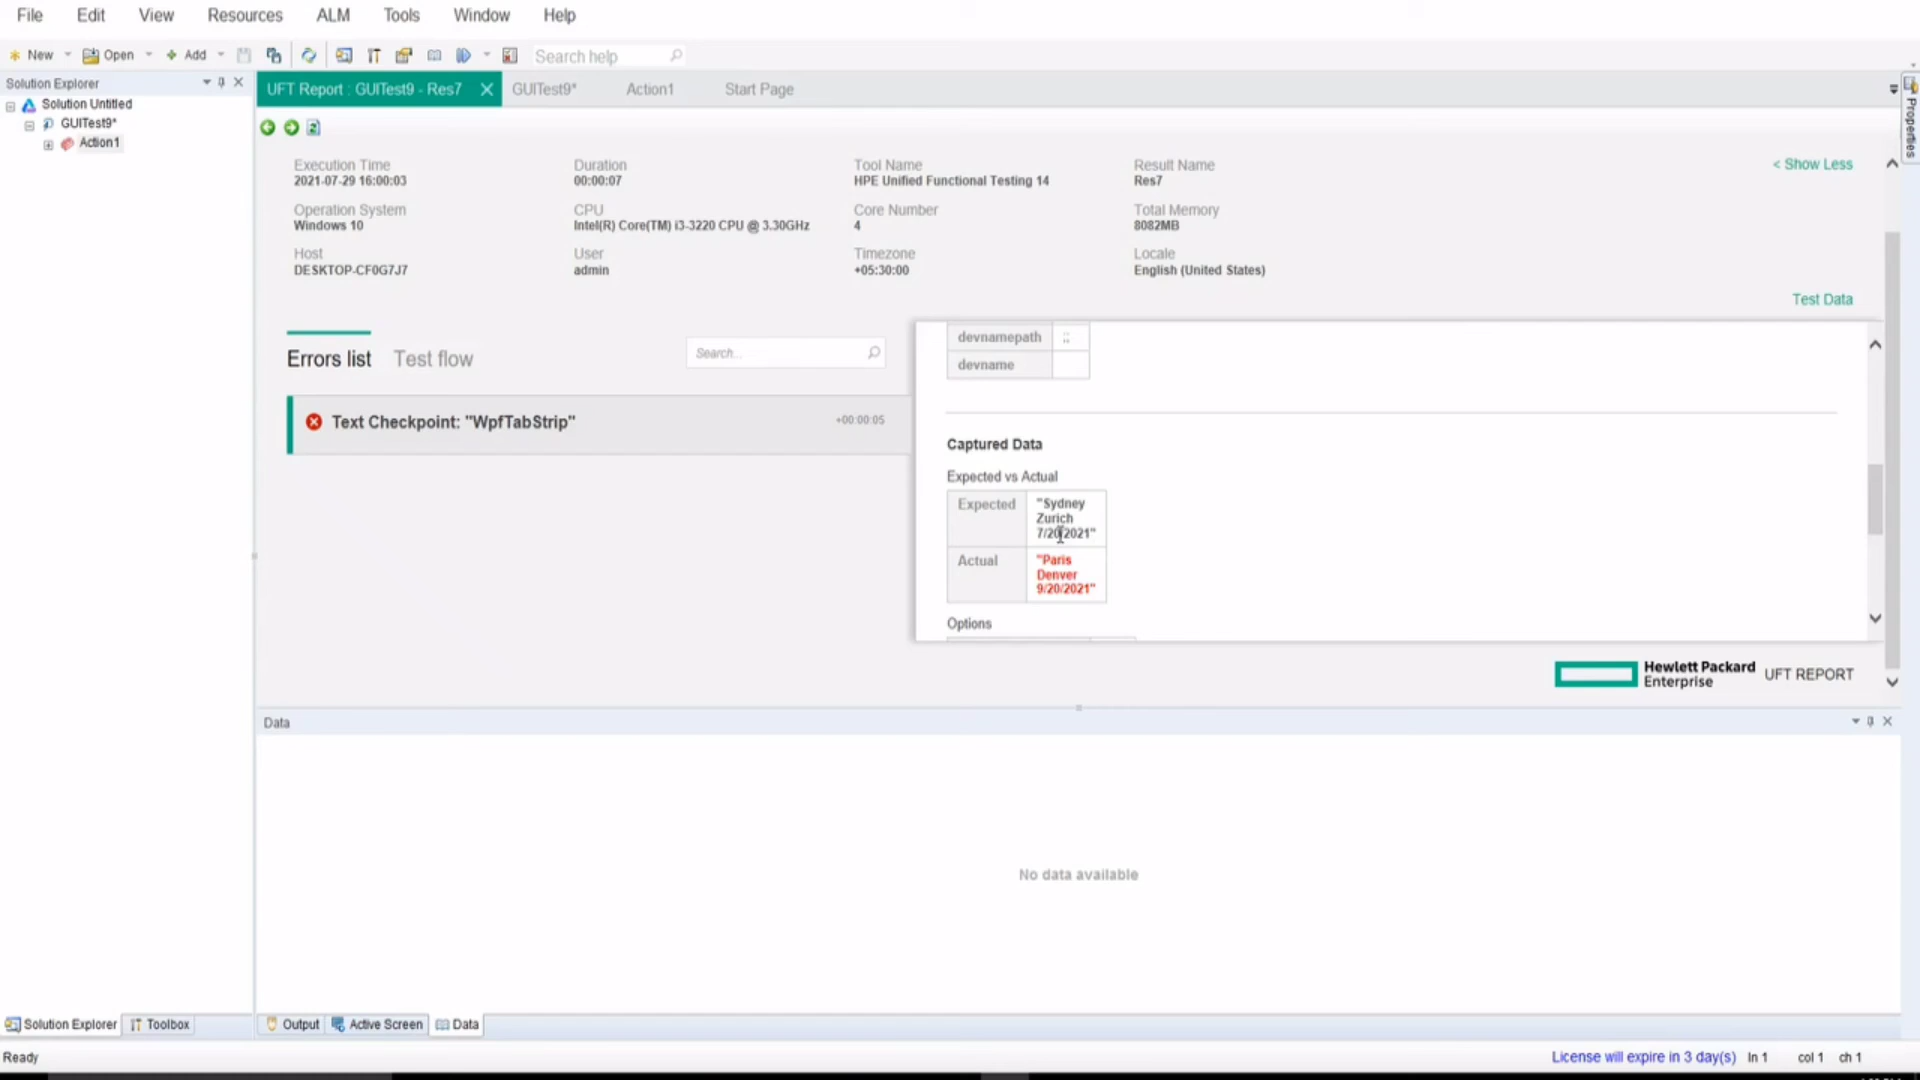 File Edit View Resources ALM Tools Window Help
New Open Add Search help
Solution Explorer
Solution Untitled
GUITest9*
Action1
UFT Report : GUITest9 - Res7 GUITest9* Action1 Start Page
Properties
< Show Less
Execution Time Duration Tool Name Result Name
2021-07-29 16:00:03 00:00:07 HPE Unified Functional Testing 14 Res7
Operating System CPU Core Number Total Memory
Windows 10 Intel(R) Core(TM) i3-3220 CPU @ 3.30GHz 4 8082MB
Host User Timezone Locale
DESKTOP-CF0G7J7 admin +05:30:00 English (United States)
Test Data
Errors list Test flow Search...
Text Checkpoint: "WpfTabStrip" +00:00:05
devnamepath ;;
devname
Captured Data
Expected vs Actual
Expected "Sydney
Zurich
7/20/2021"
Actual "Paris
Denver
9/20/2021"
Options
Hewlett Packard
Enterprise UFT REPORT
Data
No data available
Solution Explorer Toolbox Output Active Screen Data
Ready License will expire in 3 day(s) ln 1 col 1 ch 1